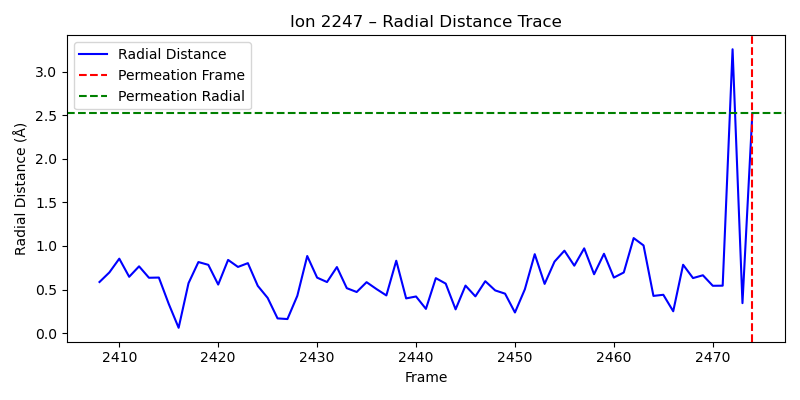 Ion 2247 – Radial Distance Trace
Radial Distance
Permeation Frame
Permeation Radial
Radial Distance (Å)
3.0
2.5
2.0
1.5
1.0
0.5
0.0
2410 2420 2430 2440 2450 2460 2470
Frame